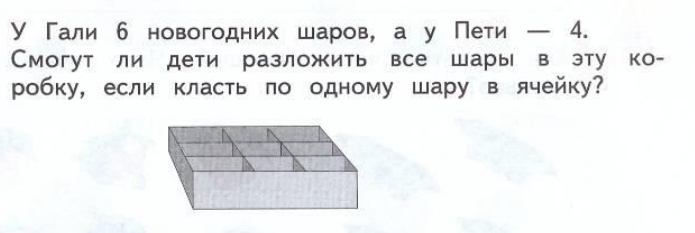 У Гали 6 новогодних шаров, а у Пети — 4.
Смогут ли дети разложить все шары в эту ко-
робку, если класть по одному шару в ячейку?